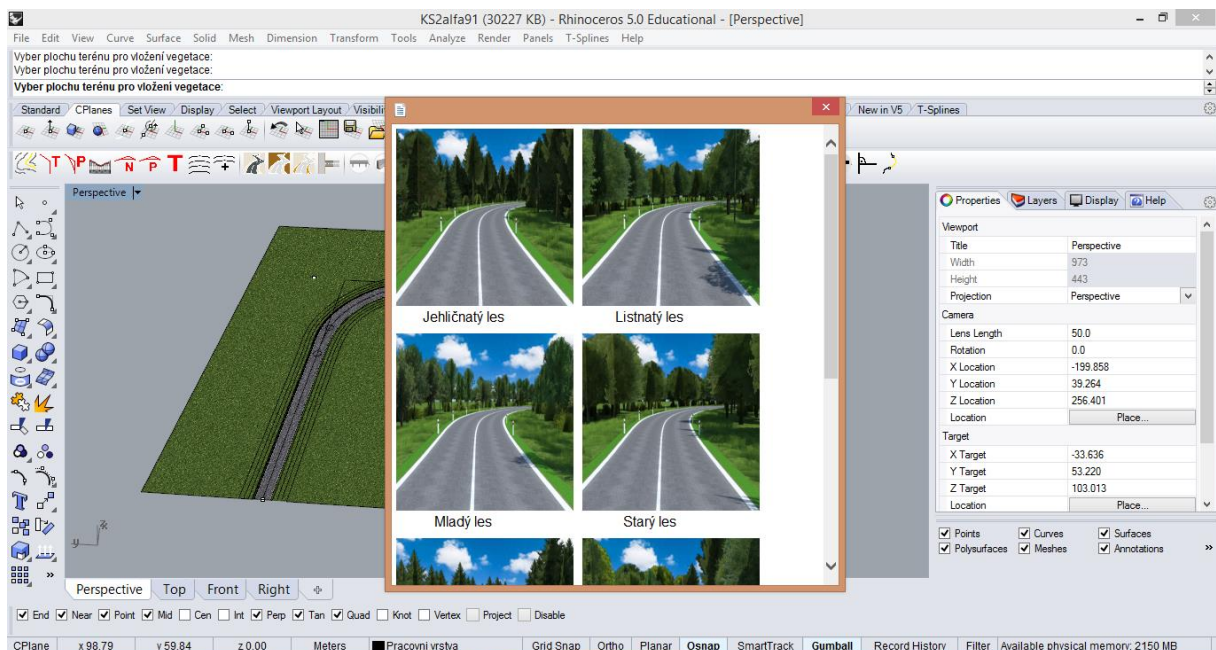 KS2alfa91 (30227 KB) - Rhinoceros 5.0 Educational - [Perspective]
File Edit View Curve Surface Solid Mesh Dimension Transform Tools Analyze Render Panels T-Splines Help
Vyber plochu terénu pro vložení vegetace:
Vyber plochu terénu pro vložení vegetace:
Vyber plochu terénu pro vložení vegetace:
Standard CPlanes Set View Display Select Viewport Layout Visibili New in V5 T-Splines
T P N P T
Perspective
Properties Layers Display Help
Viewport
Title Perspective
Width 973
Height 443
Projection Perspective
Camera
Lens Length 50.0
Rotation 0.0
X Location -199.858
Y Location 39.264
Z Location 256.401
Location Place...
Target
X Target -33.636
Y Target 53.220
Z Target 103.013
Location Place...
Jehličnatý les Listnatý les
Mladý les Starý les
y z x
Points Curves Surfaces
Polysurfaces Meshes Annotations »
Perspective Top Front Right
End Near Point Mid Cen Int Perp Tan Quad Knot Vertex Project Disable
CPlane x 98.79 y 59.84 z 0.00 Meters Pracovní vrstva Grid Snap Ortho Planar Osnap SmartTrack Gumball Record History Filter Available physical memory: 2150 MB